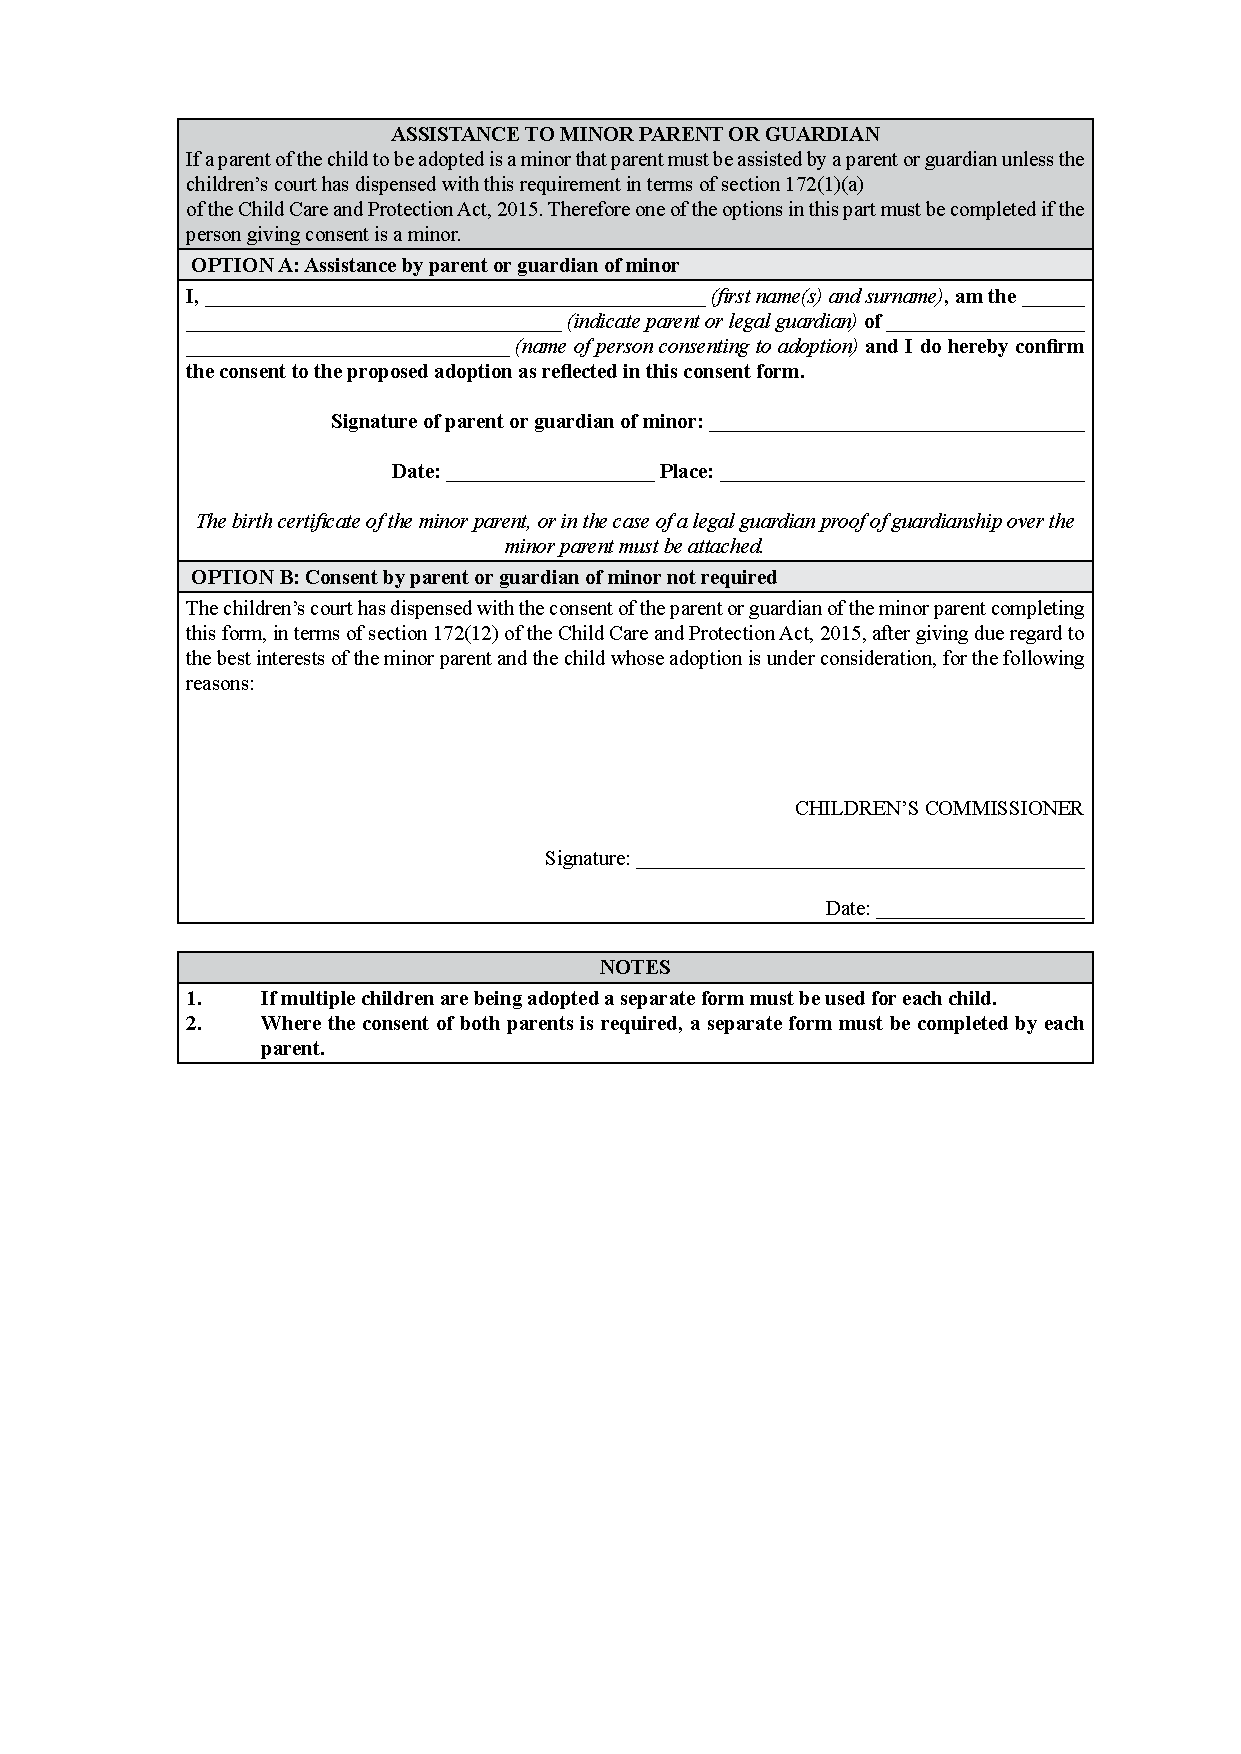 ASSISTANCE TO MINOR PARENT OR GUARDIAN
If a parent of the child to be adopted is a minor that parent must be assisted by a parent or guardian unless the
children’s court has dispensed with this requirement in terms of section 172(1)(a)
of the Child Care and Protection Act, 2015. Therefore one of the options in this part must be completed if the
person giving consent is a minor.
OPTION A: Assistance by parent or guardian of minor
I, ________________________________________________ (first name(s) and surname), am the ______
____________________________________ (indicate parent or legal guardian) of ___________________
_______________________________ (name of person consenting to adoption) and I do hereby confirm
the consent to the proposed adoption as reflected in this consent form.
Signature of parent or guardian of minor: ____________________________________
Date: ____________________ Place: ___________________________________
The birth certificate of the minor parent, or in the case of a legal guardian proof of guardianship over the
minor parent must be attached.
OPTION B: Consent by parent or guardian of minor not required
The children’s court has dispensed with the consent of the parent or guardian of the minor parent completing
this form, in terms of section 172(12) of the Child Care and Protection Act, 2015, after giving due regard to
the best interests of the minor parent and the child whose adoption is under consideration, for the following
reasons:
CHILDREN’S COMMISSIONER
Signature: ___________________________________________
Date: ____________________
NOTES
1. If multiple children are being adopted a separate form must be used for each child.
2. Where the consent of both parents is required, a separate form must be completed by each
parent.